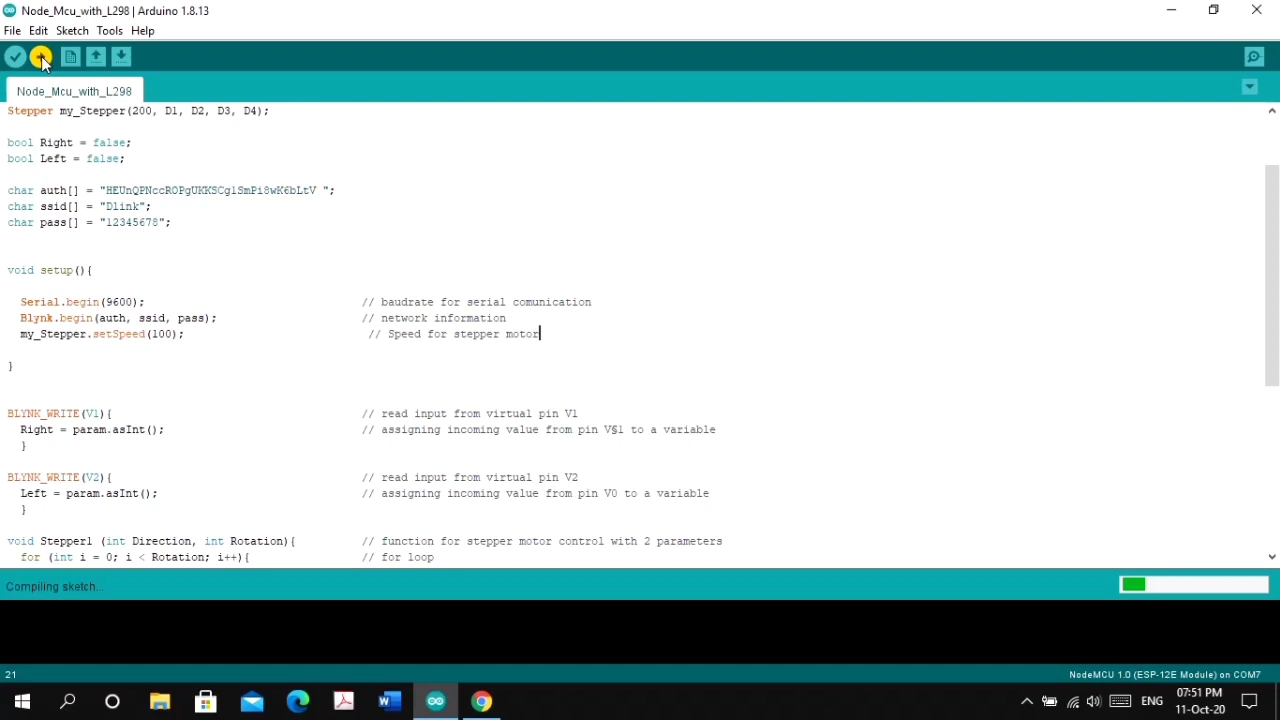 Node_Mcu_with_L298 | Arduino 1.8.13
File Edit Sketch Tools Help
Node_Mcu_with_L298
Stepper my_Stepper(200, D1, D2, D3, D4);
bool Right = false;
bool Left = false;
char auth[] = "HEUnQPNccROPgUKKSCglSmPi8wK6bLtV ";
char ssid[] = "Dlink";
char pass[] = "12345678";
void setup(){
Serial.begin(9600); // baudrate for serial comunication
Blynk.begin(auth, ssid, pass); // network information
my_Stepper.setSpeed(100); // Speed for stepper motor
}
BLYNK_WRITE(V1){ // read input from virtual pin V1
Right = param.asInt(); // assigning incoming value from pin V§1 to a variable
}
BLYNK_WRITE(V2){ // read input from virtual pin V2
Left = param.asInt(); // assigning incoming value from pin V0 to a variable
}
void Stepper1 (int Direction, int Rotation){ // function for stepper motor control with 2 parameters
for (int i = 0; i < Rotation; i++){ // for loop
Compiling sketch...
21 NodeMCU 1.0 (ESP-12E Module) on COM7
ENG 07:51 PM
11-Oct-20